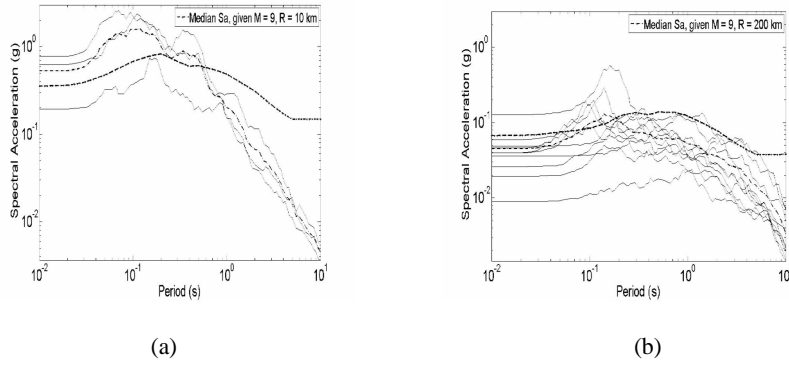 Median Sa, given M = 9, R = 10 km
10^0
10^-1
10^-2
Spectral Acceleration (g)
10^-2
10^-1
10^0
10^1
Period (s)
(a)
Median Sa, given M = 9, R = 200 km
10^0
10^-1
10^-2
Spectral Acceleration (g)
10^-2
10^-1
10^0
10^1
Period (s)
(b)